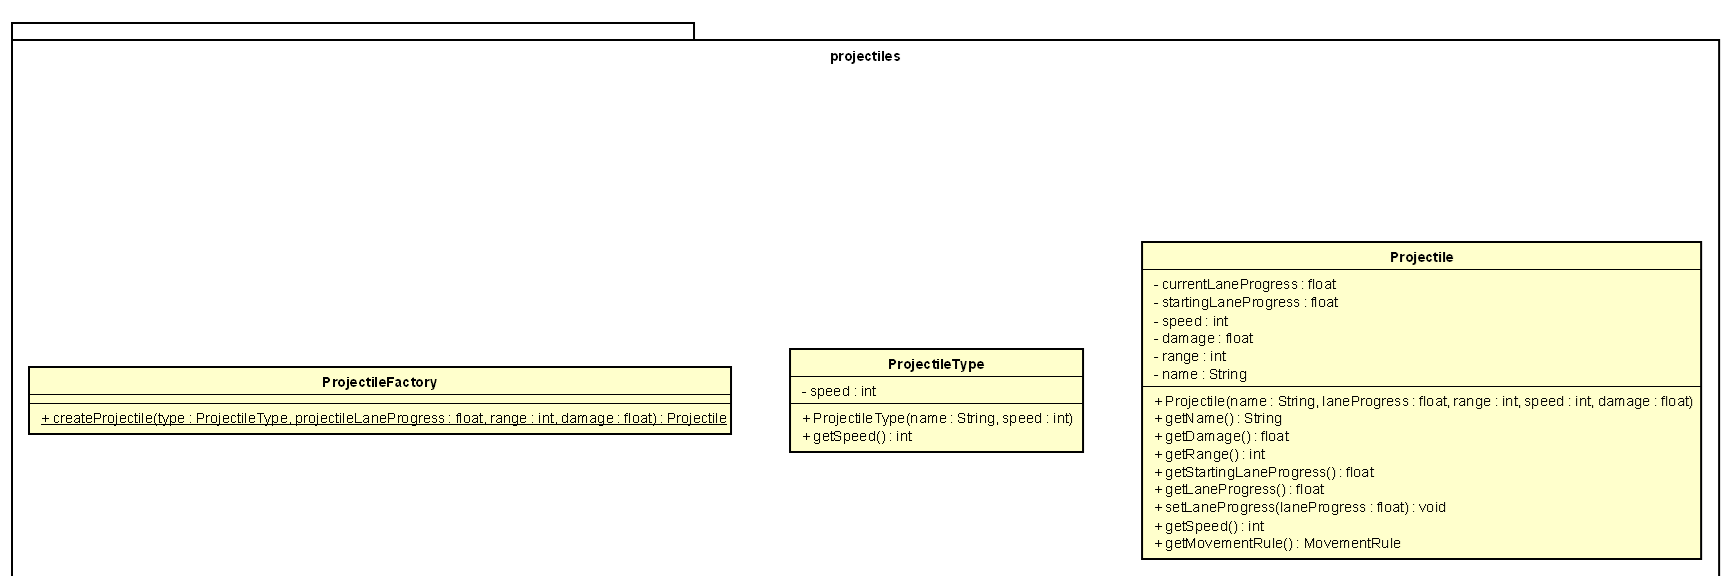 projectiles
ProjectileFactory
+ createProjectile(type : ProjectileType, projectileLaneProgress : float, range : int, damage : float) : Projectile
ProjectileType
- speed : int
+ ProjectileType(name : String, speed : int)
+ getSpeed() : int
Projectile
- currentLaneProgress : float
- startingLaneProgress : float
- speed : int
- damage : float
- range : int
- name : String
+ Projectile(name : String, laneProgress : float, range : int, speed : int, damage : float)
+ getName() : String
+ getDamage() : float
+ getRange() : int
+ getStartingLaneProgress() : float
+ getLaneProgress() : float
+ setLaneProgress(laneProgress : float) : void
+ getSpeed() : int
+ getMovementRule() : MovementRule